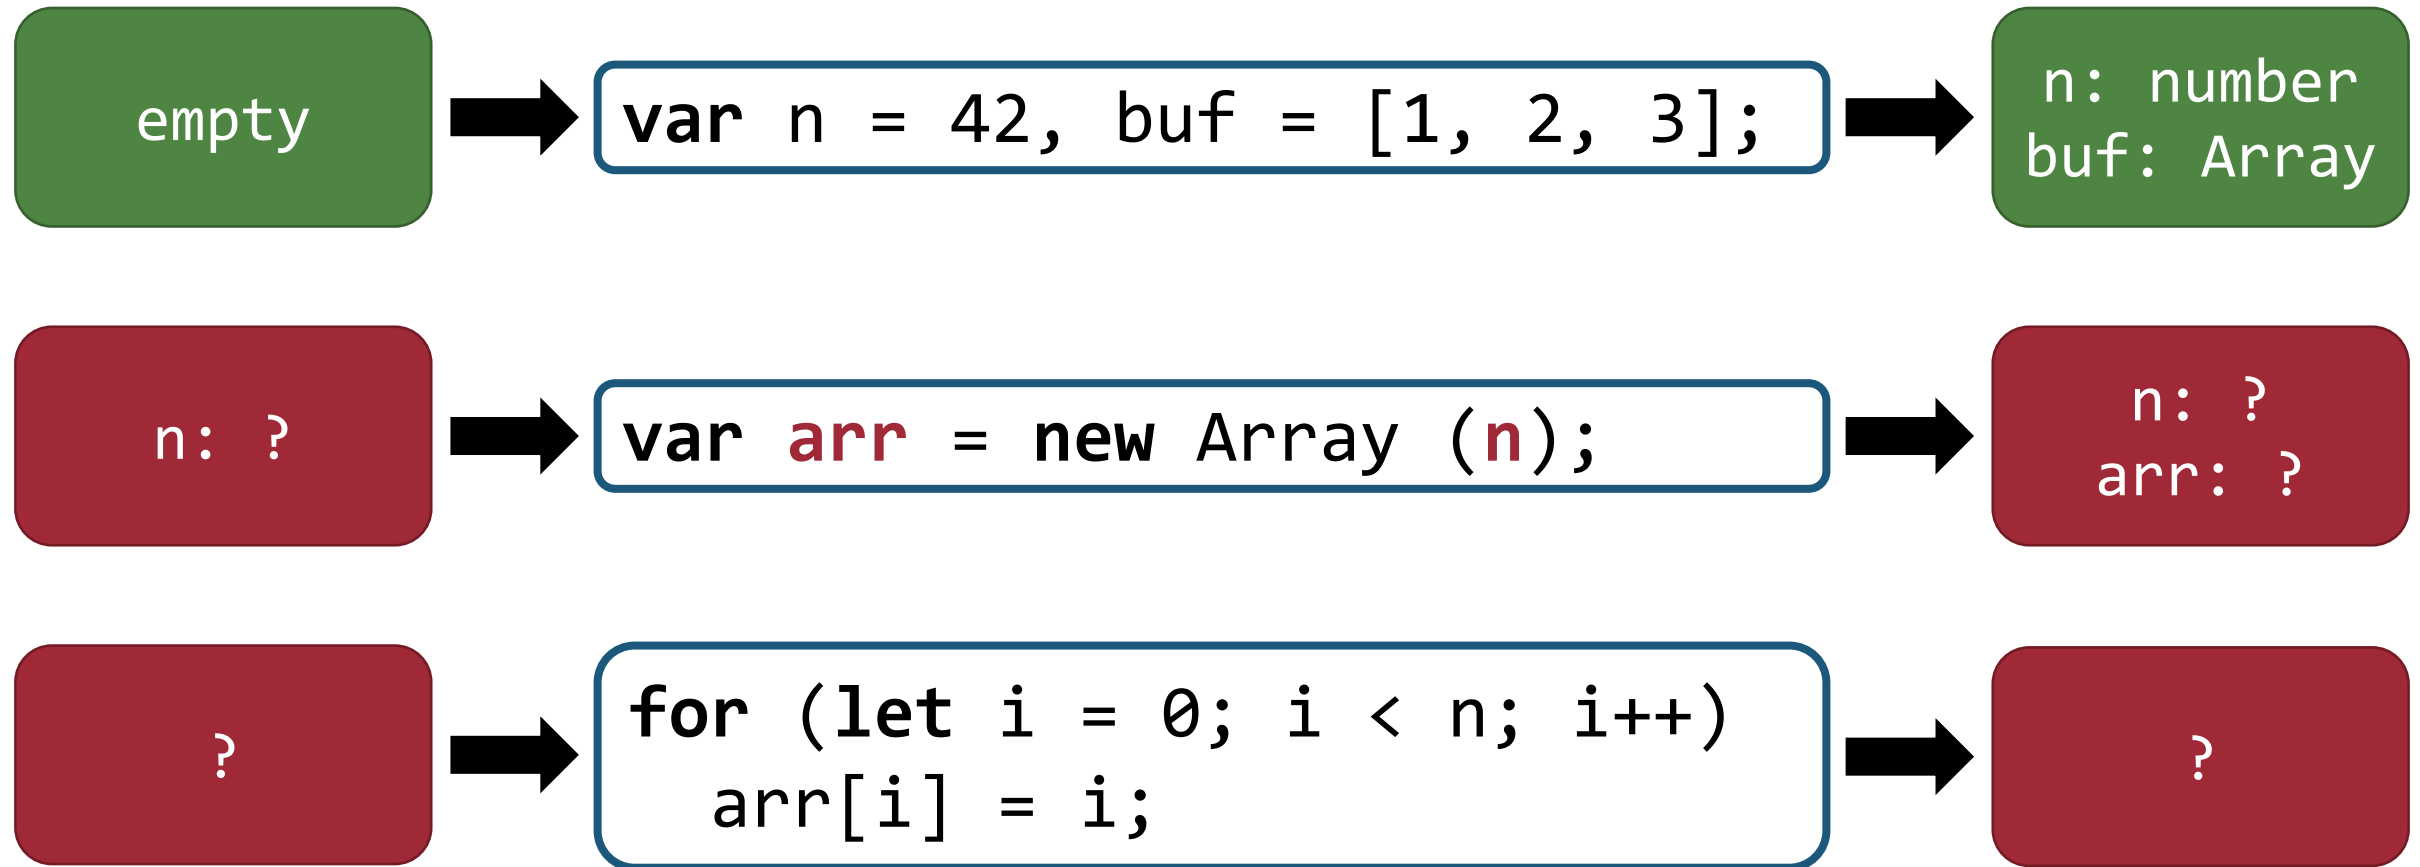 empty
var n = 42, buf = [1, 2, 3];
n: number
buf: Array
n: ?
var arr = new Array (n);
n: ?
arr: ?
?
for (let i = 0; i < n; i++)
arr[i] = i;
?